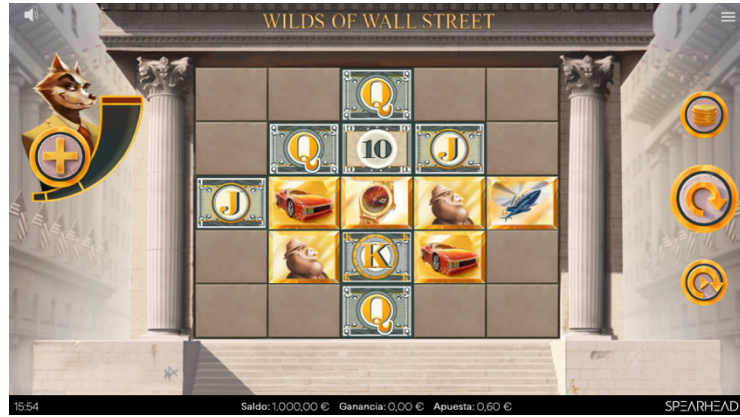 WILDS OF WALL STREET
Q
Q 10 J
J
K
Q
15:54 Saldo: 1.000,00 € Ganancia: 0,00 € Apuesta: 0,60 € SPEARHEAD